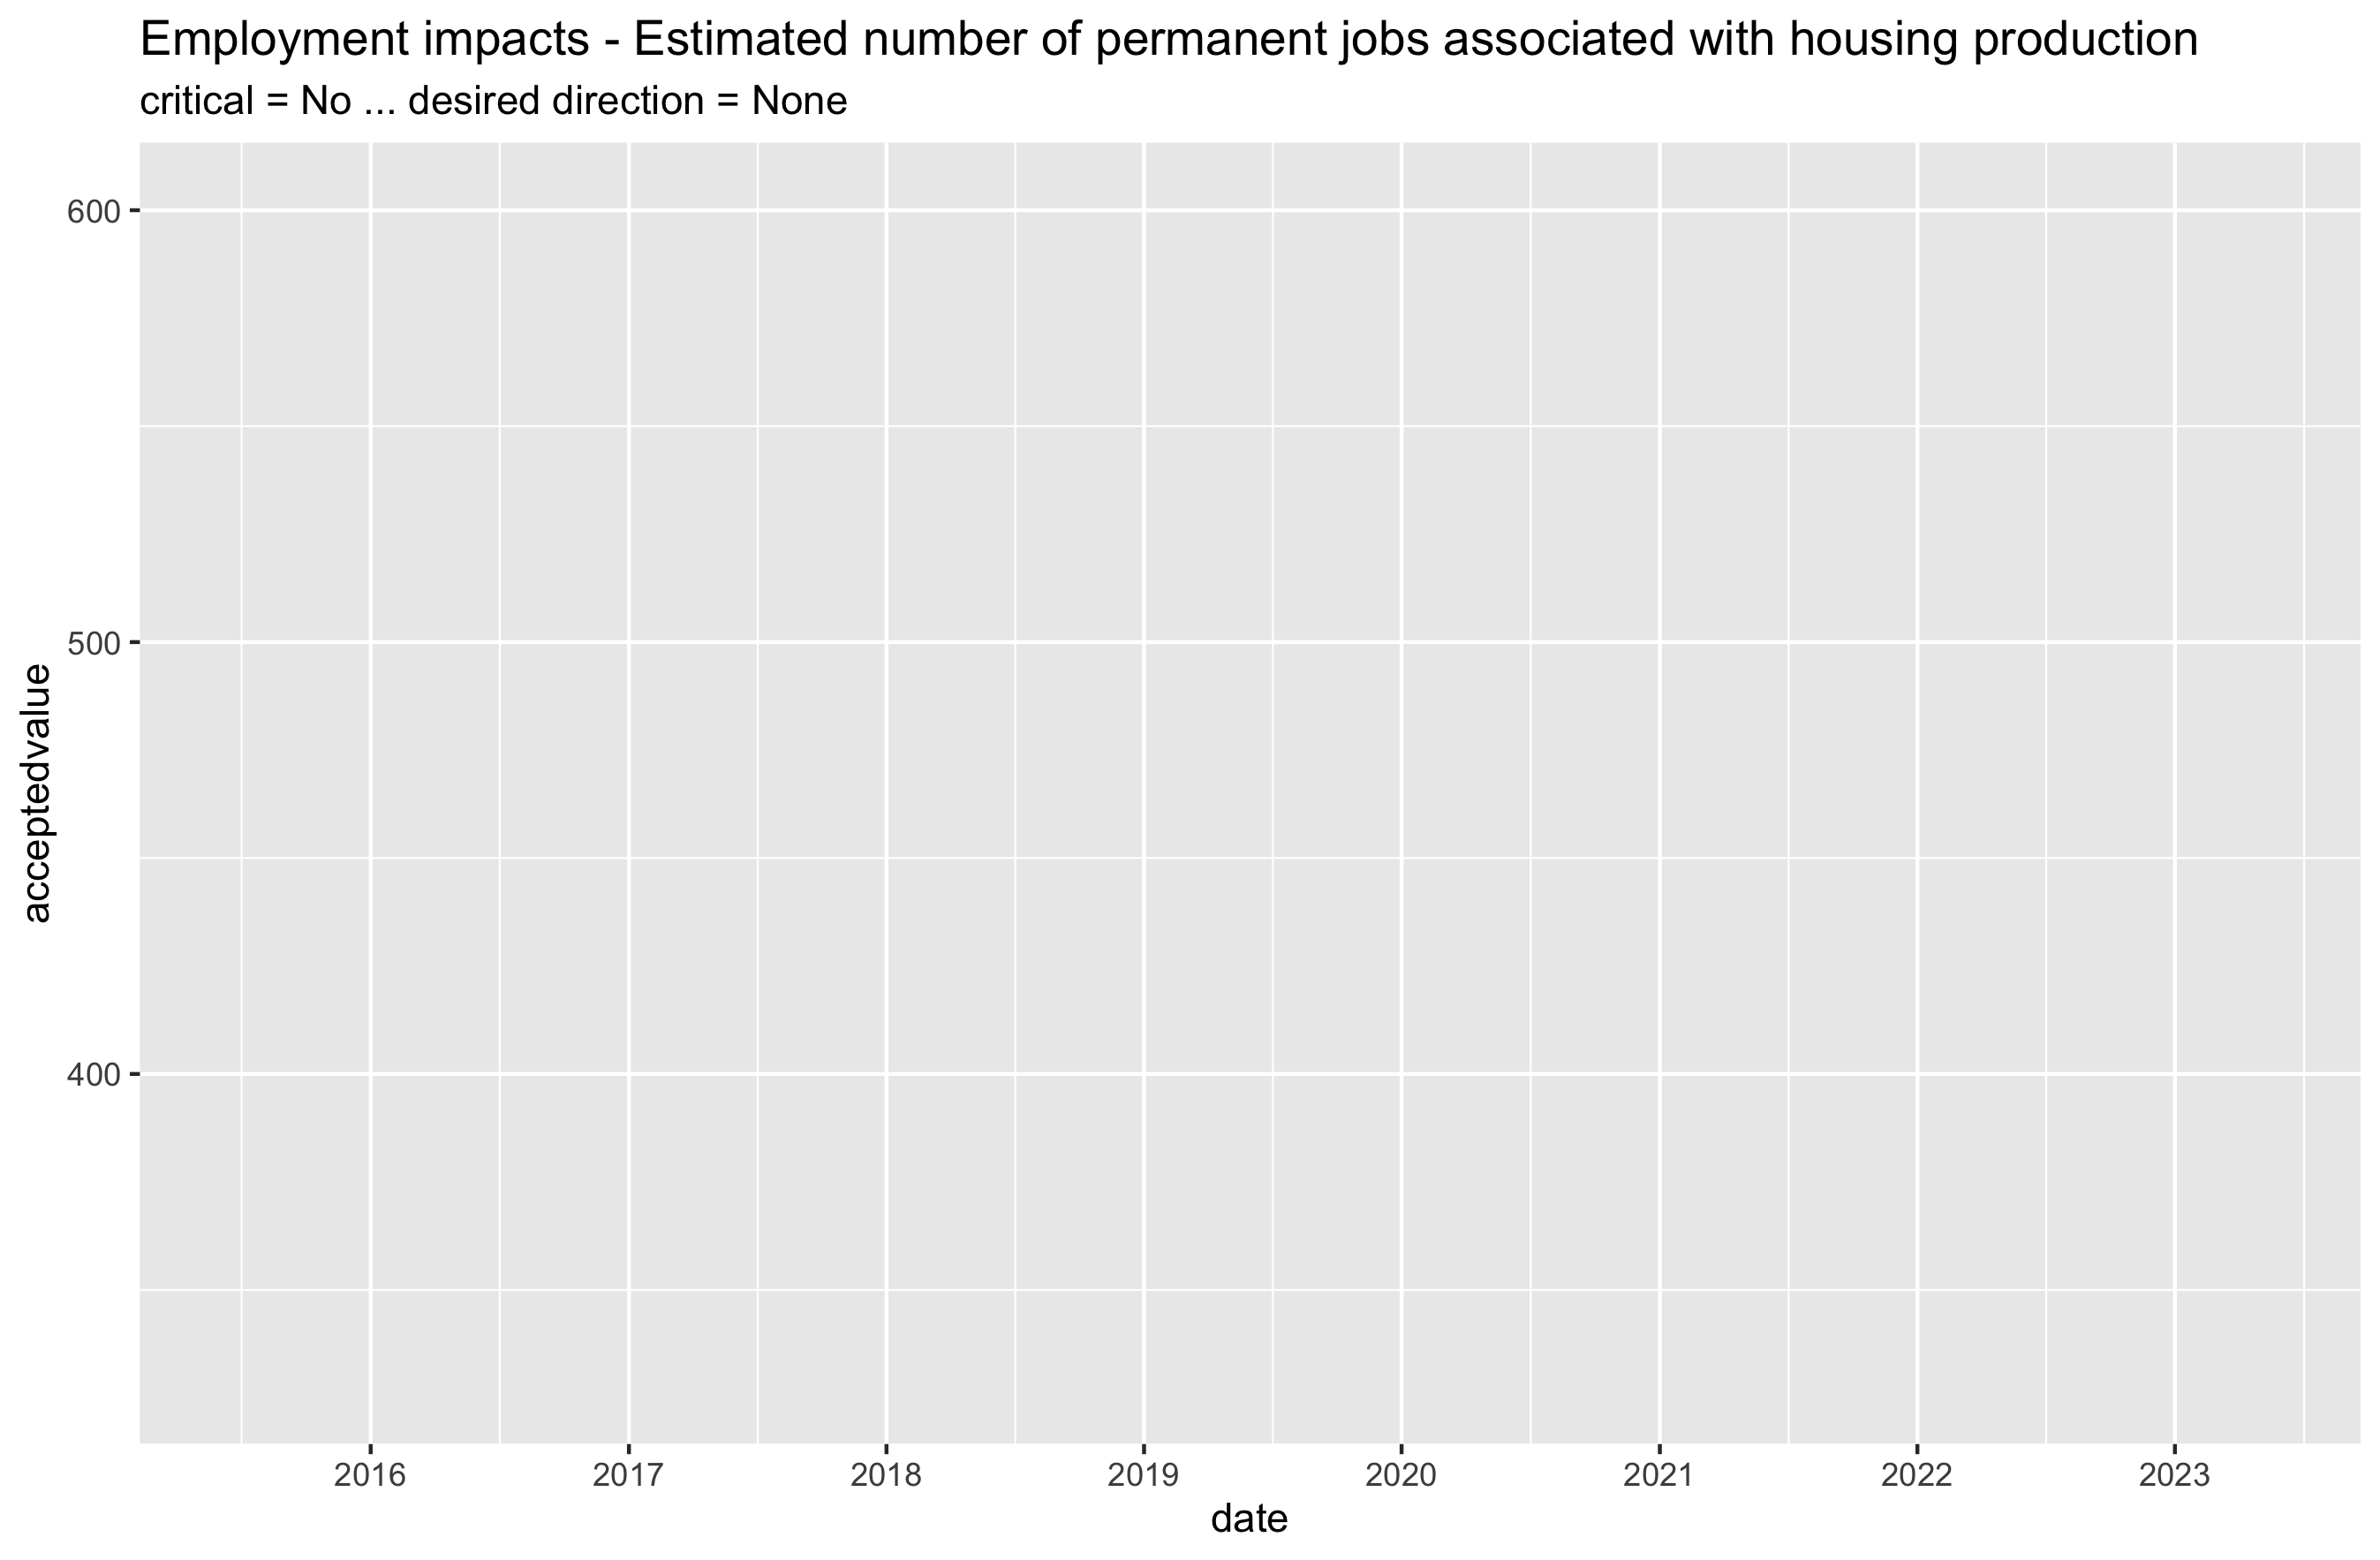 Employment impacts - Estimated number of permanent jobs associated with housing production
critical = No ... desired direction = None
600
500
400
acceptedvalue
2016 2017 2018 2019 2020 2021 2022 2023
date